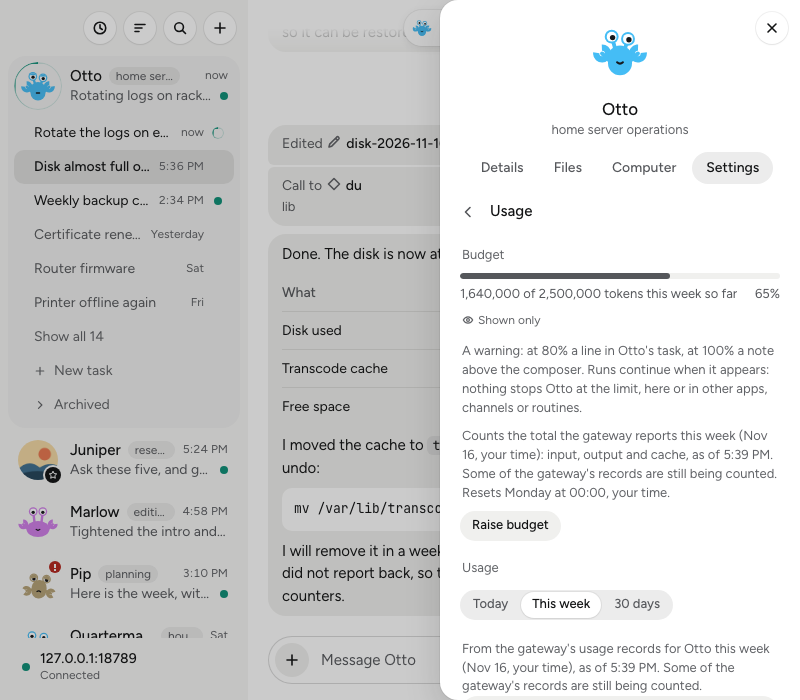 Otto home ser... now
Rotating logs on rack...
Rotate the logs on e... now
Disk almost full o... 5:36 PM
Weekly backup c... 2:34 PM
Certificate rene... Yesterday
Router firmware Sat
Printer offline again Fri
Show all 14
New task
Archived
Juniper rese... 5:24 PM
Ask these five, and g...
Marlow editi... 4:58 PM
Tightened the intro and...
Pip planning 3:10 PM
Here is the week, wit...
Quarterma hou... Sat
127.0.0.1:18789
Connected
so it can be restor
Edited disk-2026-11-1
Call to du
lib
Done. The disk is now at
What
Disk used
Transcode cache
Free space
I moved the cache to
undo:
mv /var/lib/transco
I will remove it in a week
did not report back, so t
counters.
Message Otto
Otto
home server operations
Details Files Computer Settings
Usage
Budget
1,640,000 of 2,500,000 tokens this week so far 65%
Shown only
A warning: at 80% a line in Otto's task, at 100% a note
above the composer. Runs continue when it appears:
nothing stops Otto at the limit, here or in other apps,
channels or routines.
Counts the total the gateway reports this week (Nov
16, your time): input, output and cache, as of 5:39 PM.
Some of the gateway's records are still being counted.
Resets Monday at 00:00, your time.
Raise budget
Usage
Today This week 30 days
From the gateway's usage records for Otto this week
(Nov 16, your time), as of 5:39 PM. Some of the
gateway's records are still being counted.